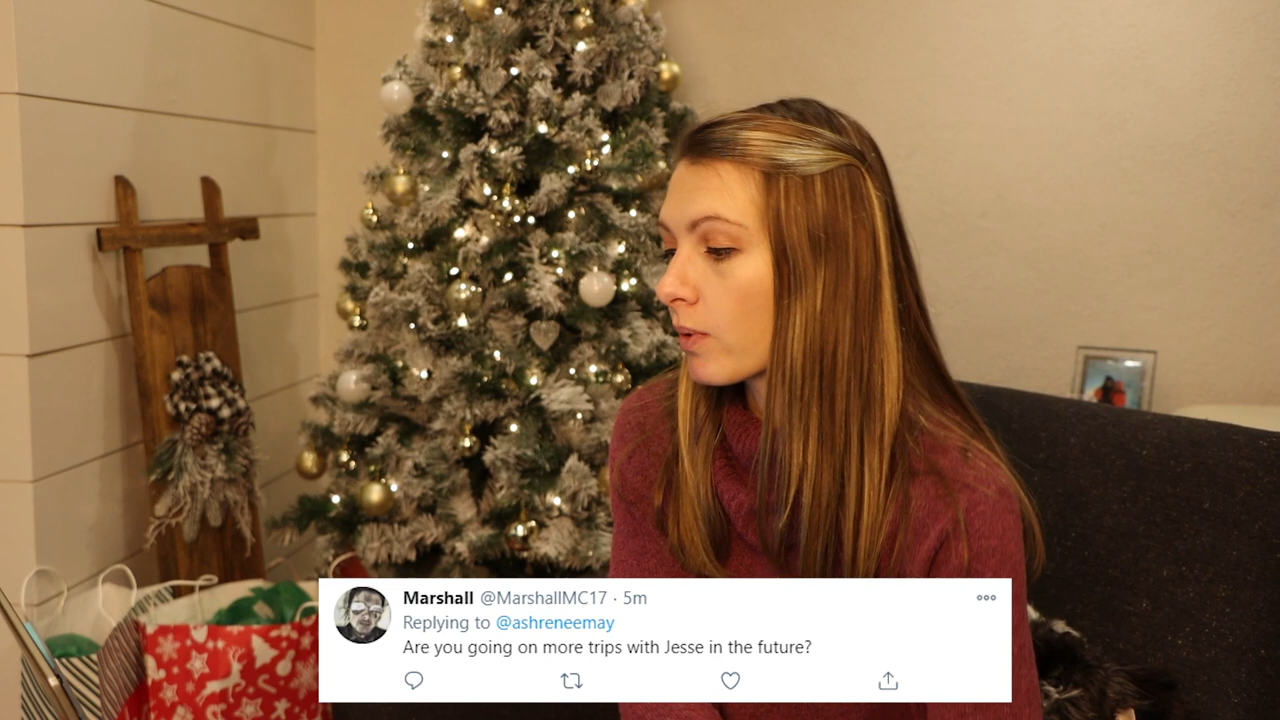 Marshall @MarshallMC17 · 5m
Replying to @ashreneemay
Are you going on more trips with Jesse in the future?